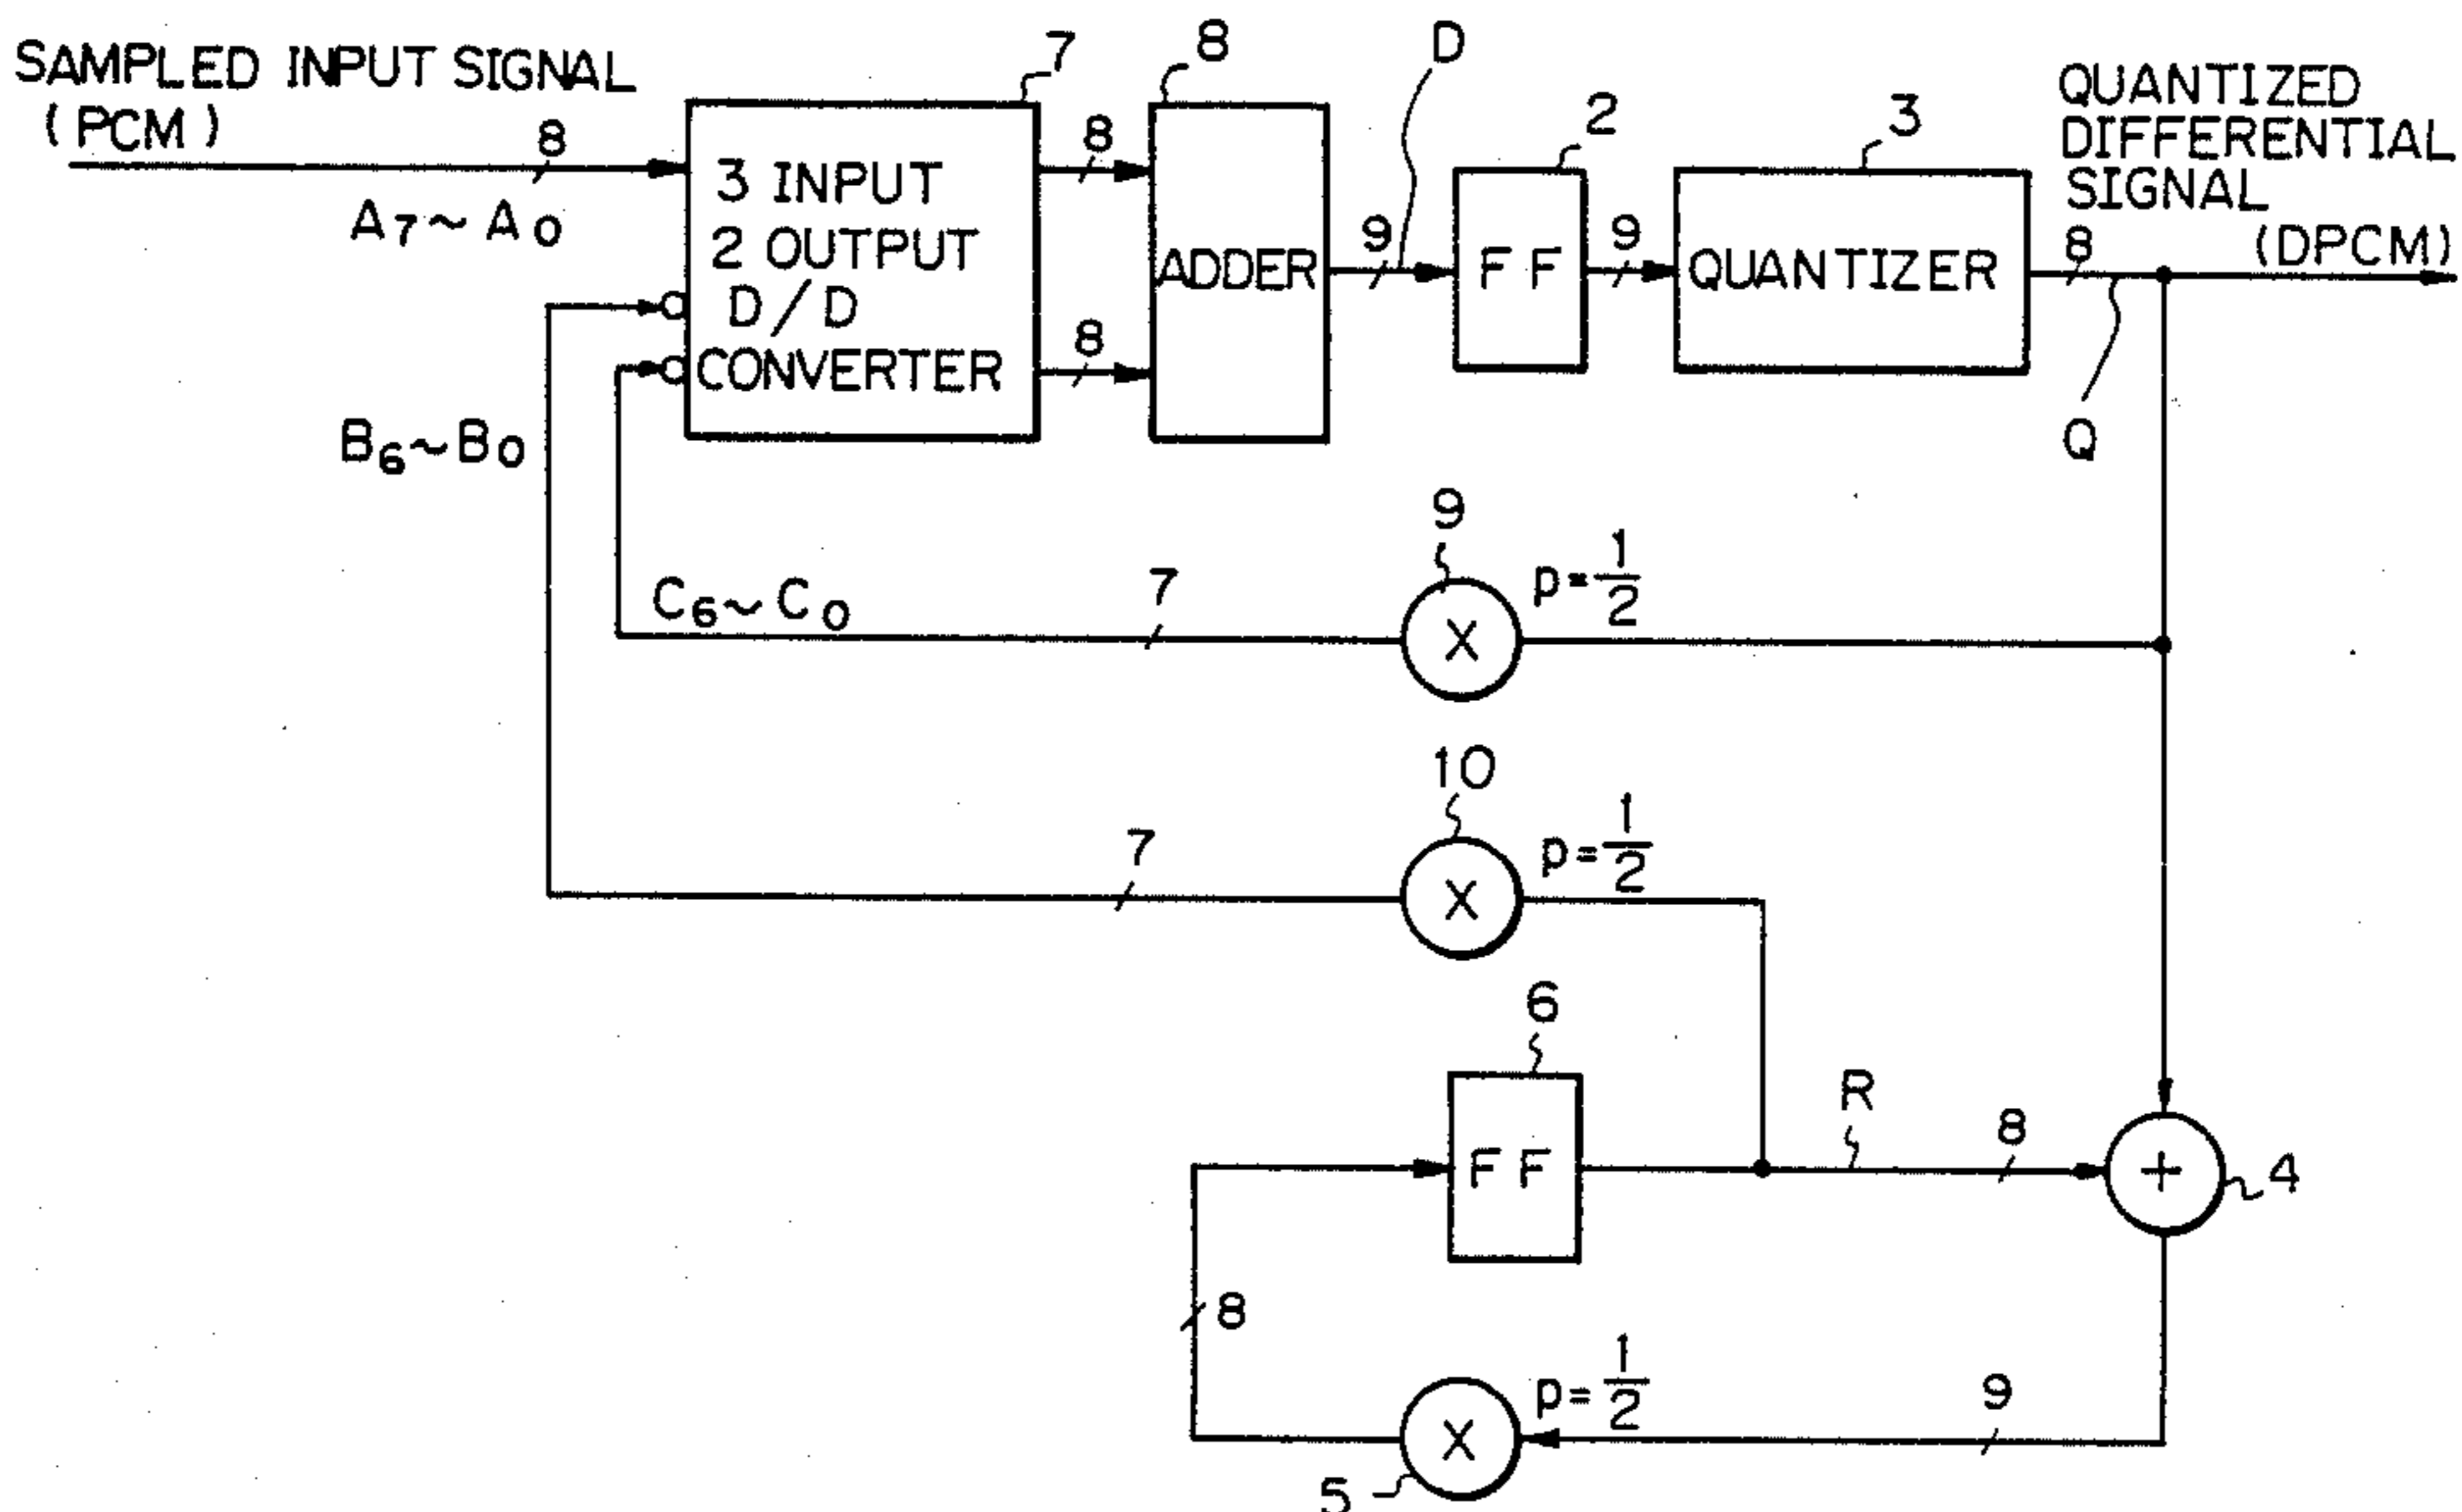 SAMPLED INPUT SIGNAL
(PCM)
8
A7~A0
7
3 INPUT
2 OUTPUT
D/D
CONVERTER
8
8
8
ADDER
D
9
2
FF
9
3
QUANTIZER
QUANTIZED
DIFFERENTIAL
SIGNAL
(DPCM)
8
Q
B6~B0
C6~C0
7
9
X
p=1/2
7
10
X
p=1/2
6
FF
R
8
+
4
8
5
X
p=1/2
9